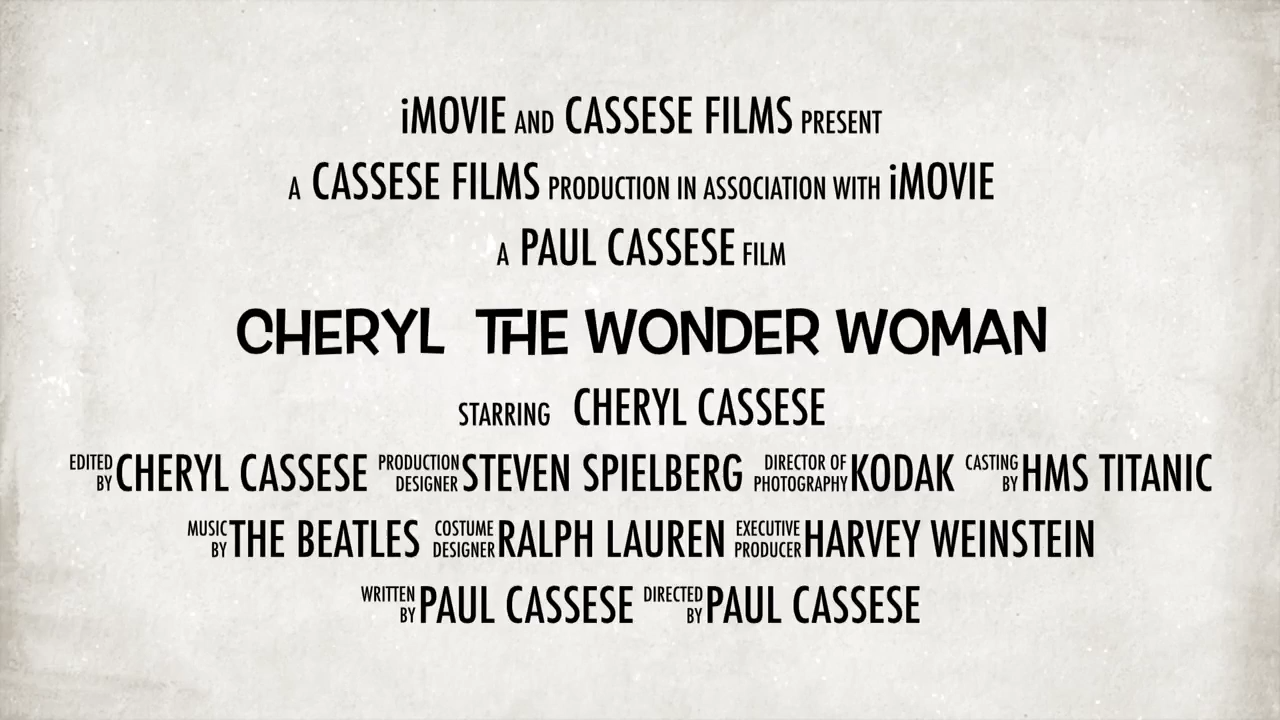 iMOVIE AND CASSESE FILMS PRESENT
A CASSESE FILMS PRODUCTION IN ASSOCIATION WITH iMOVIE
A PAUL CASSESE FILM
CHERYL THE WONDER WOMAN
STARRING CHERYL CASSESE
EDITED BY CHERYL CASSESE PRODUCTION DESIGNER STEVEN SPIELBERG DIRECTOR OF PHOTOGRAPHY KODAK CASTING BY HMS TITANIC
MUSIC BY THE BEATLES COSTUME DESIGNER RALPH LAUREN EXECUTIVE PRODUCER HARVEY WEINSTEIN
WRITTEN BY PAUL CASSESE DIRECTED BY PAUL CASSESE